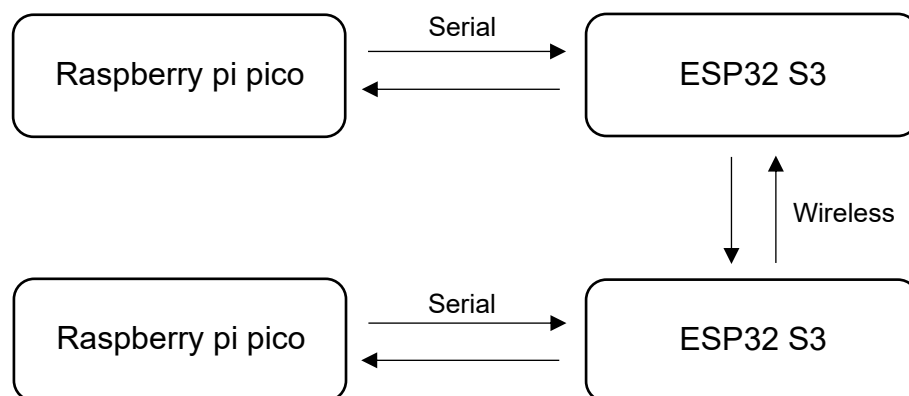 Serial
Raspberry pi pico
ESP32 S3
Wireless
Serial
Raspberry pi pico
ESP32 S3